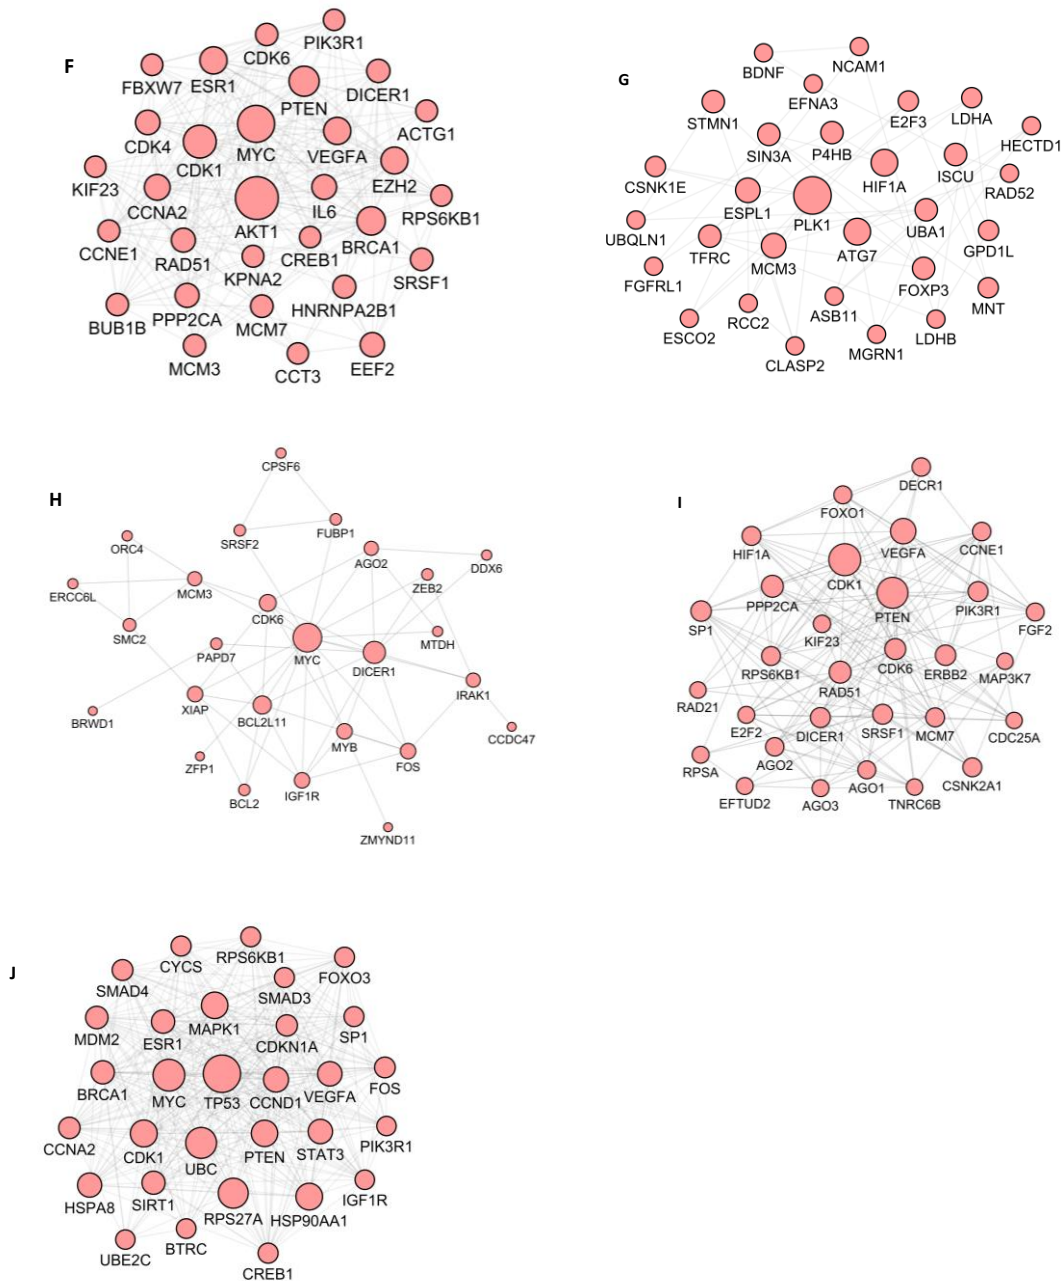 F
PIK3R1
CDK6
FBXW7
ESR1
PTEN
DICER1
ACTG1
CDK4
CDK1
MYC
VEGFA
EZH2
KIF23
CCNA2
IL6
RPS6KB1
AKT1
BRCA1
CCNE1
RAD51
CREB1
KPNA2
SRSF1
HNRNPA2B1
BUB1B
PPP2CA
MCM7
MCM3
CCT3
EEF2
G
BDNF
NCAM1
EFNA3
STMN1
E2F3
LDHA
HECTD1
SIN3A
P4HB
HIF1A
ISCU
RAD52
CSNK1E
ESPL1
PLK1
UBA1
UBQLN1
TFRC
MCM3
ATG7
GPD1L
FGFRL1
FOXP3
MNT
ESCO2
RCC2
ASB11
LDHB
CLASP2
MGRN1
H
CPSF6
SRSF2
FUBP1
ORC4
AGO2
DDX6
ZEB2
ERCC6L
MCM3
CDK6
SMC2
PAPD7
MYC
MTDH
DICER1
IRAK1
XIAP
BCL2L11
BRWD1
MYB
CCDC47
ZFP1
FOS
BCL2
IGF1R
ZMYND11
I
DECR1
FOXO1
HIF1A
VEGFA
CCNE1
CDK1
PPP2CA
PTEN
PIK3R1
SP1
KIF23
FGF2
RPS6KB1
CDK6
ERBB2
MAP3K7
RAD51
RAD21
E2F2
DICER1
SRSF1
MCM7
CDC25A
RPSA
AGO2
AGO1
CSNK2A1
EFTUD2
AGO3
TNRC6B
J
CYCS
RPS6KB1
SMAD4
SMAD3
FOXO3
MDM2
ESR1
MAPK1
CDKN1A
SP1
BRCA1
MYC
TP53
CCND1
VEGFA
FOS
CCNA2
CDK1
UBC
PTEN
STAT3
PIK3R1
HSPA8
SIRT1
RPS27A
HSP90AA1
IGF1R
UBE2C
BTRC
CREB1